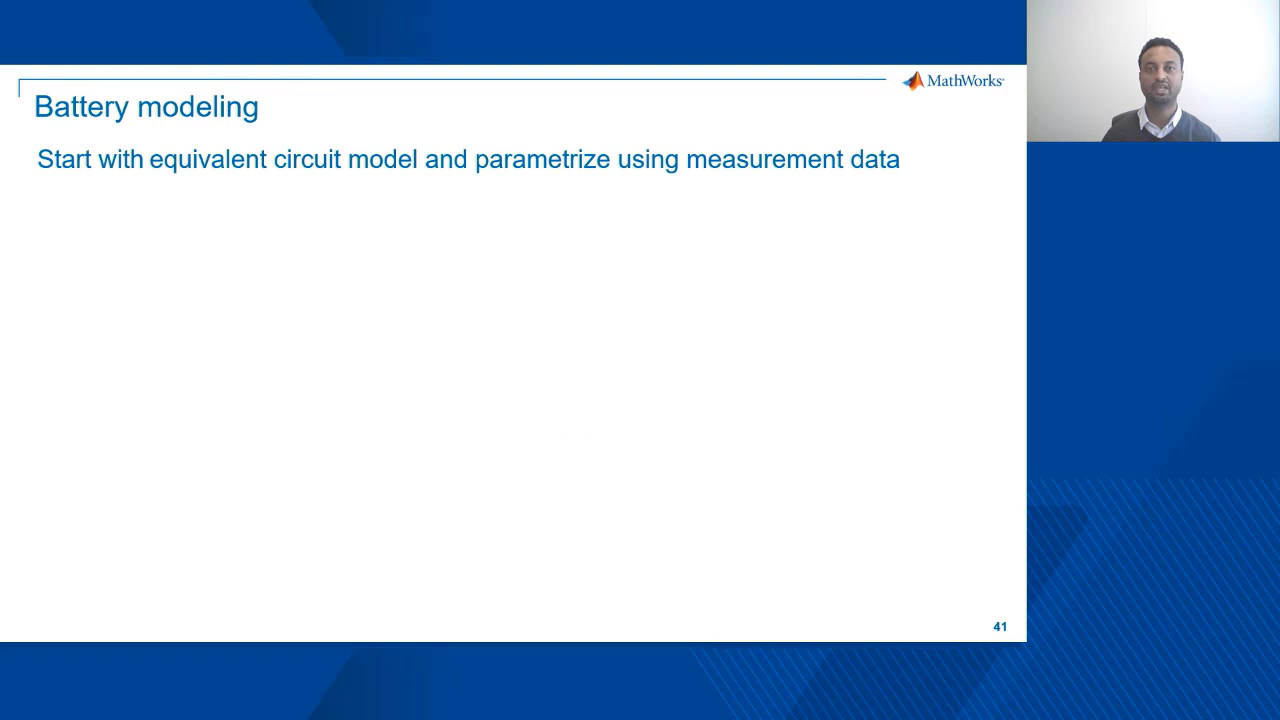 MathWorks
Battery modeling
Start with equivalent circuit model and parametrize using measurement data
41